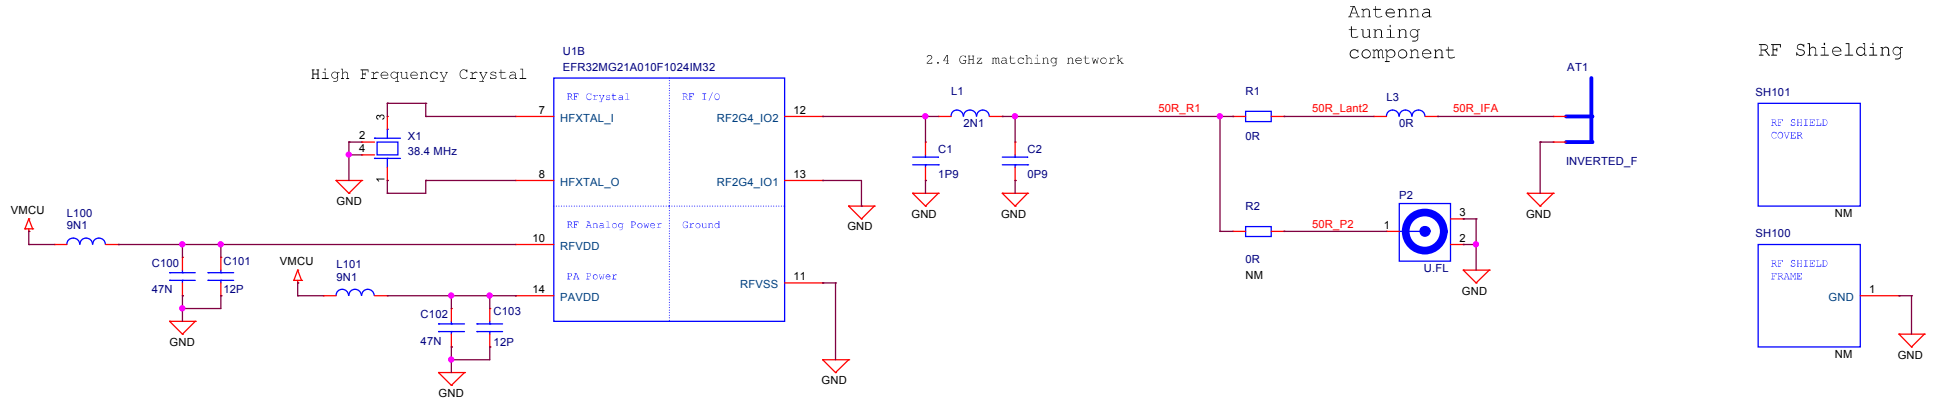 Antenna
tuning
component
RF Shielding
High Frequency Crystal
U1B
EFR32MG21A010F1024IM32
2.4 GHz matching network
RF Crystal
RF I/O
7
HFXTAL_I
RF2G4_IO2
12
3
2
4
1
X1
38.4 MHz
GND
8
HFXTAL_O
RF2G4_IO1
13
GND
RF Analog Power
Ground
10
RFVDD
PA Power
14
PAVDD
RFVSS
11
GND
VMCU
L100
9N1
C100
47N
C101
12P
GND
VMCU
L101
9N1
C102
47N
C103
12P
GND
L1
2N1
C1
1P9
GND
C2
0P9
GND
50R_R1
R1
0R
50R_Lant2
L3
0R
50R_IFA
AT1
INVERTED_F
GND
R2
0R
NM
50R_P2
P2
1
3
2
U.FL
GND
SH101
RF SHIELD
COVER
NM
SH100
RF SHIELD
FRAME
GND
1
NM
GND